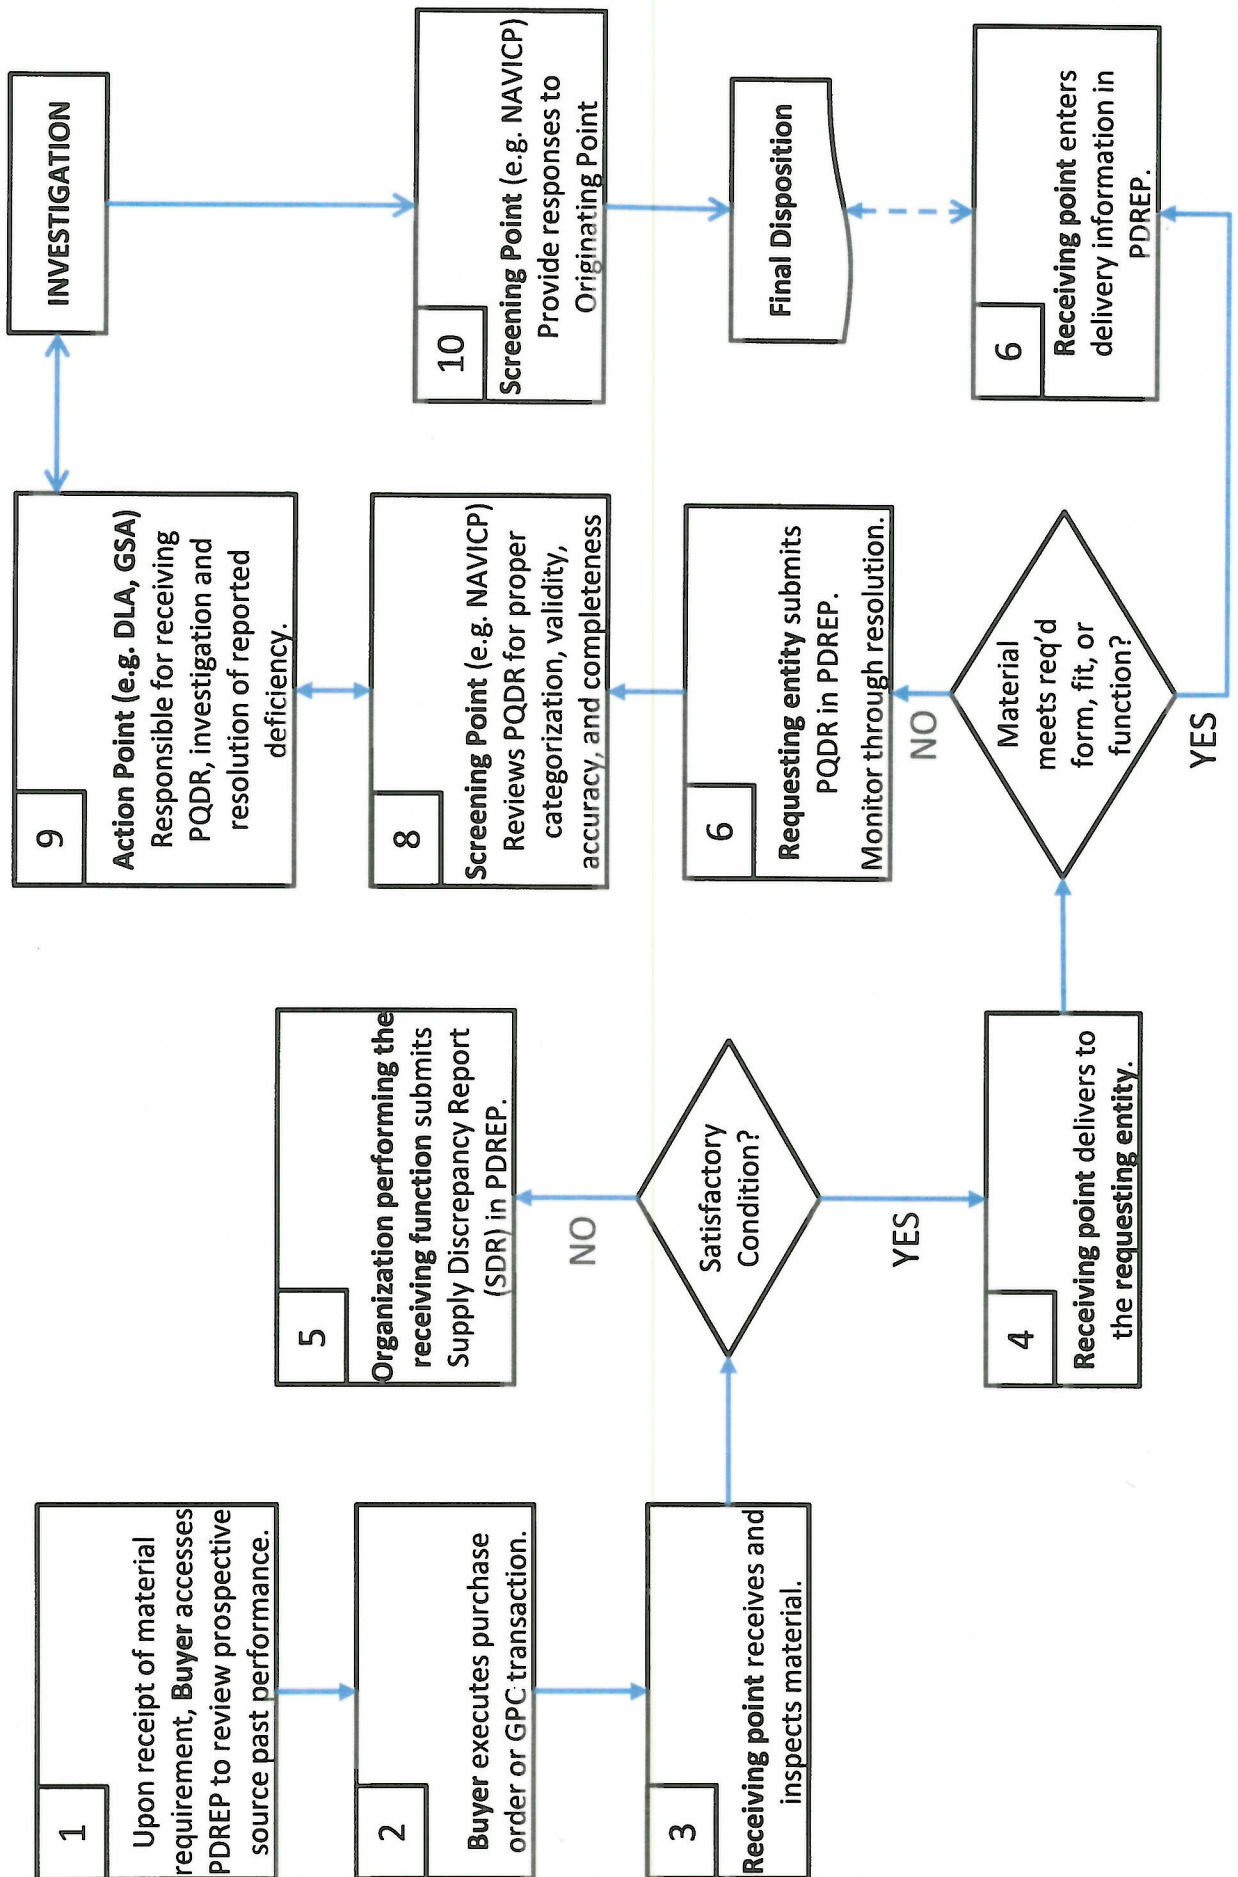 1
Upon receipt of material
requirement, Buyer accesses
PDREP to review prospective
source past performance.
2
Buyer executes purchase
order or GPC transaction.
3
Receiving point receives and
inspects material.
Satisfactory
Condition?
NO
YES
5
Organization performing the
receiving function submits
Supply Discrepancy Report
(SDR) in PDREP.
4
Receiving point delivers to
the requesting entity.
Material
meets req'd
form, fit, or
function?
NO
YES
6
Requesting entity submits
PQDR in PDREP.
Monitor through resolution.
8
Screening Point (e.g. NAVICP)
Reviews PQDR for proper
categorization, validity,
accuracy, and completeness
9
Action Point (e.g. DLA, GSA)
Responsible for receiving
PQDR, investigation and
resolution of reported
deficiency.
INVESTIGATION
10
Screening Point (e.g. NAVICP)
Provide responses to
Originating Point
Final Disposition
6
Receiving point enters
delivery information in
PDREP.